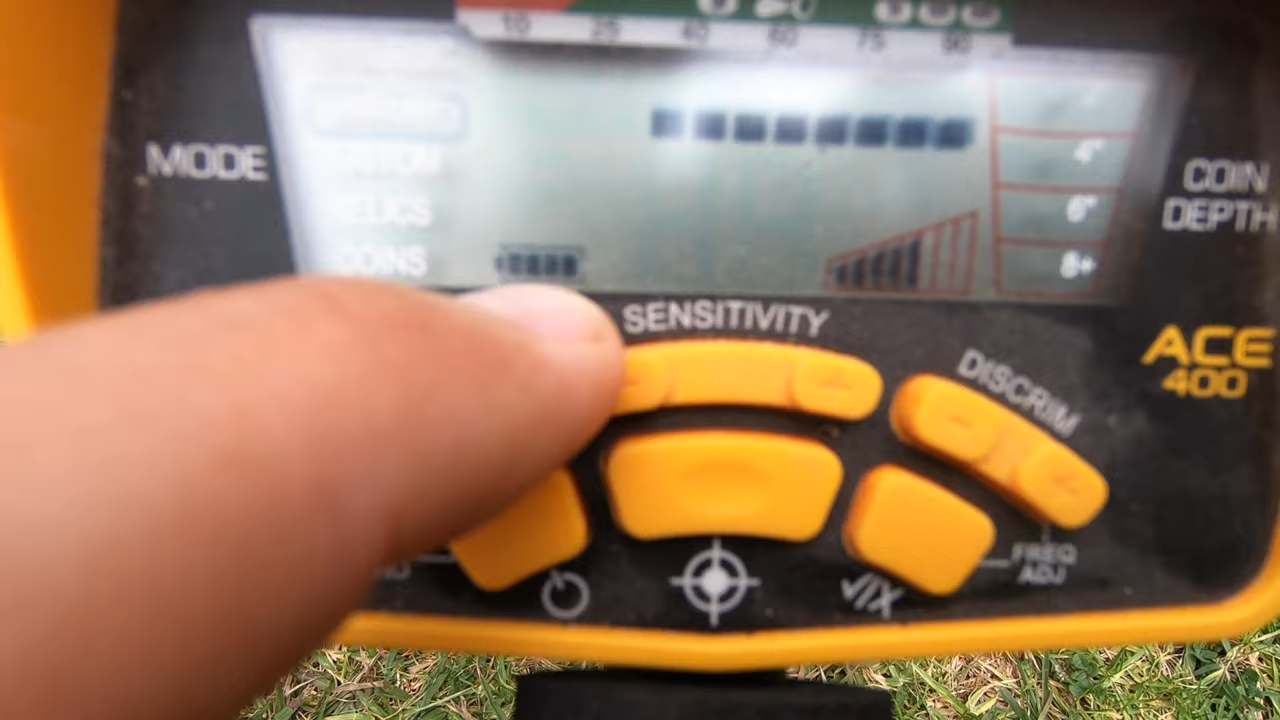 10 25 40 60 75 90
MODE
RELICS
COINS
4"
6"
8+
COIN
DEPTH
SENSITIVITY
DISCRIM
ACE
400
FREQ
ADJ
√/X